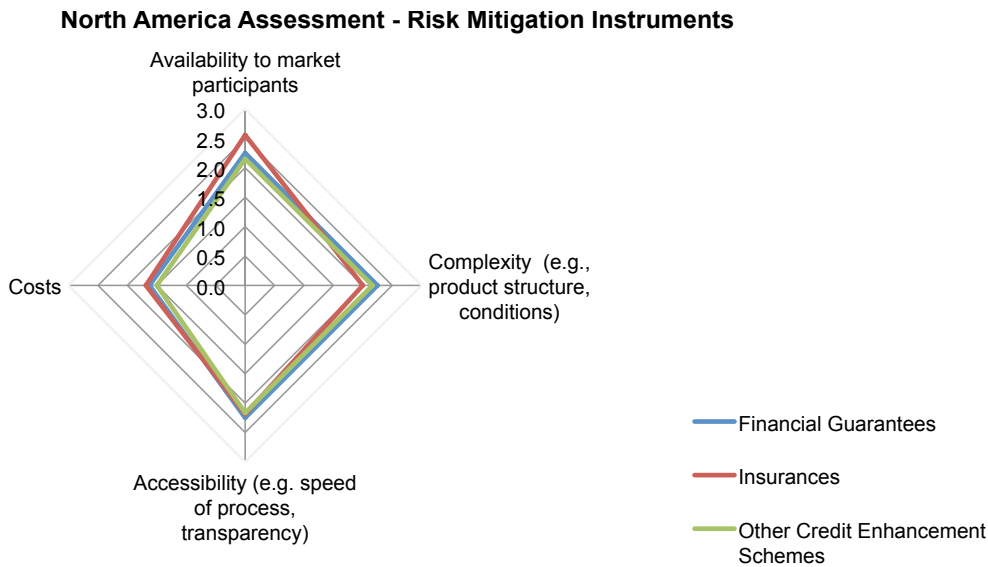 North America Assessment - Risk Mitigation Instruments
Availability to market
participants
3.0
2.5
2.0
1.5
1.0
0.5
0.0
Costs
Complexity  (e.g.,
product structure,
conditions)
Accessibility (e.g. speed
of process,
transparency)
Financial Guarantees
Insurances
Other Credit Enhancement
Schemes